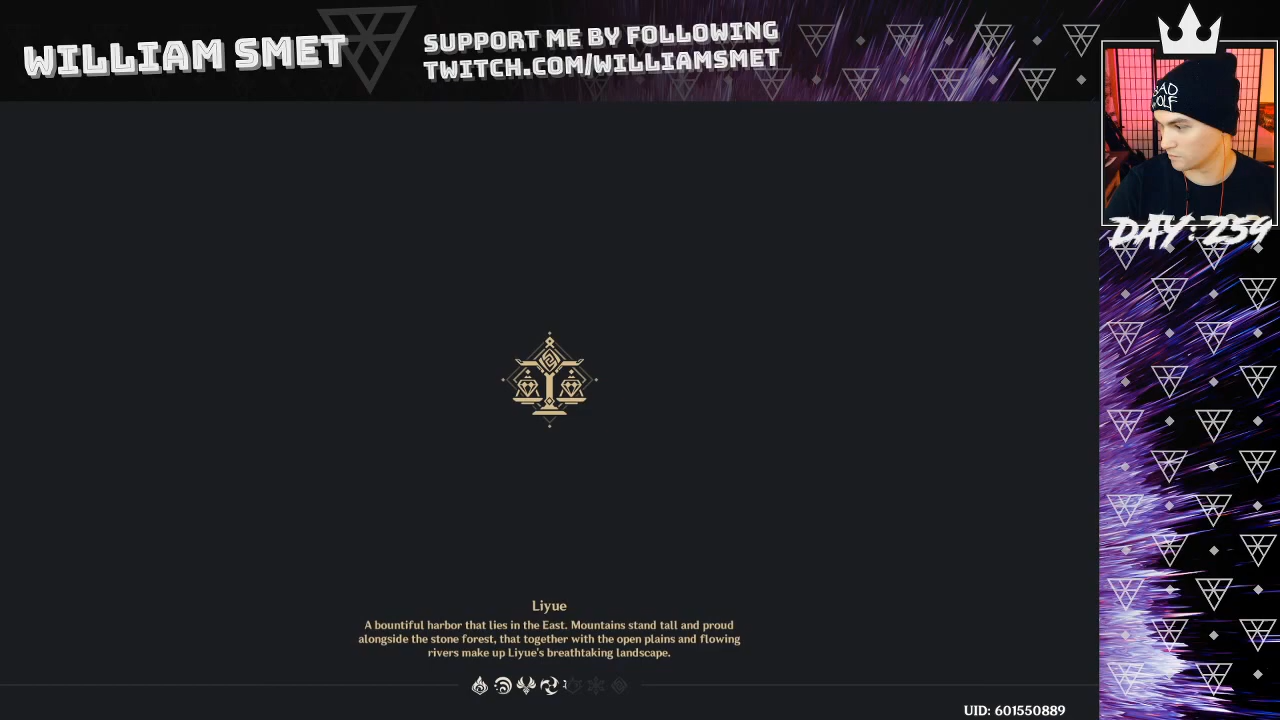 WILLIAM SMET
SUPPORT ME BY FOLLOWING
TWITCH.COM/WILLIAMSMET
DAY: 259
Liyue
A bountiful harbor that lies in the East. Mountains stand tall and proud
alongside the stone forest, that together with the open plains and flowing
rivers make up Liyue's breathtaking landscape.
UID: 601550889